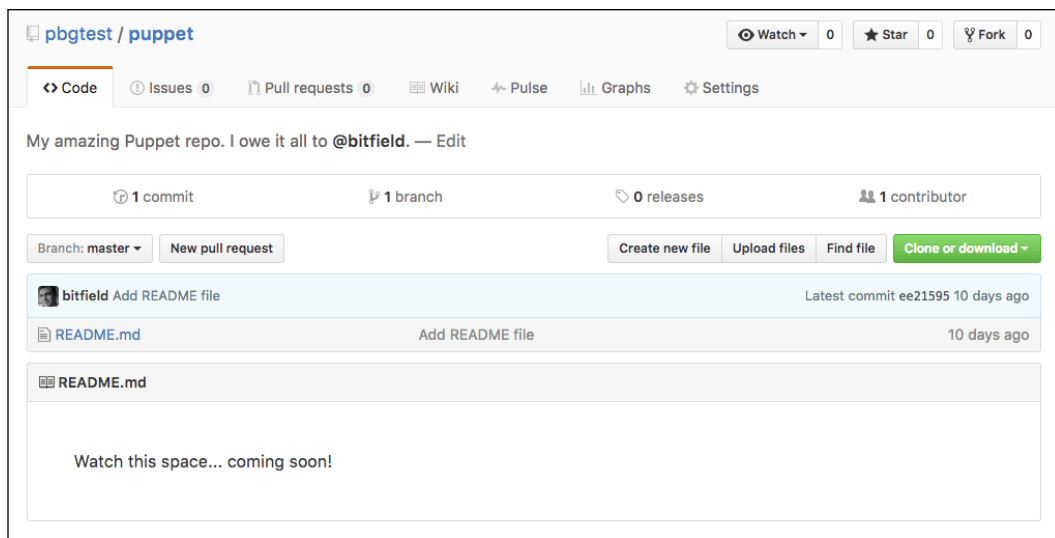 pbgtest / puppet
Watch 0 Star 0 Fork 0
Code Issues 0 Pull requests 0 Wiki Pulse Graphs Settings
My amazing Puppet repo. I owe it all to @bitfield. — Edit
1 commit 1 branch 0 releases 1 contributor
Branch: master New pull request Create new file Upload files Find file Clone or download
bitfield Add README file Latest commit ee21595 10 days ago
README.md Add README file 10 days ago
README.md
Watch this space... coming soon!